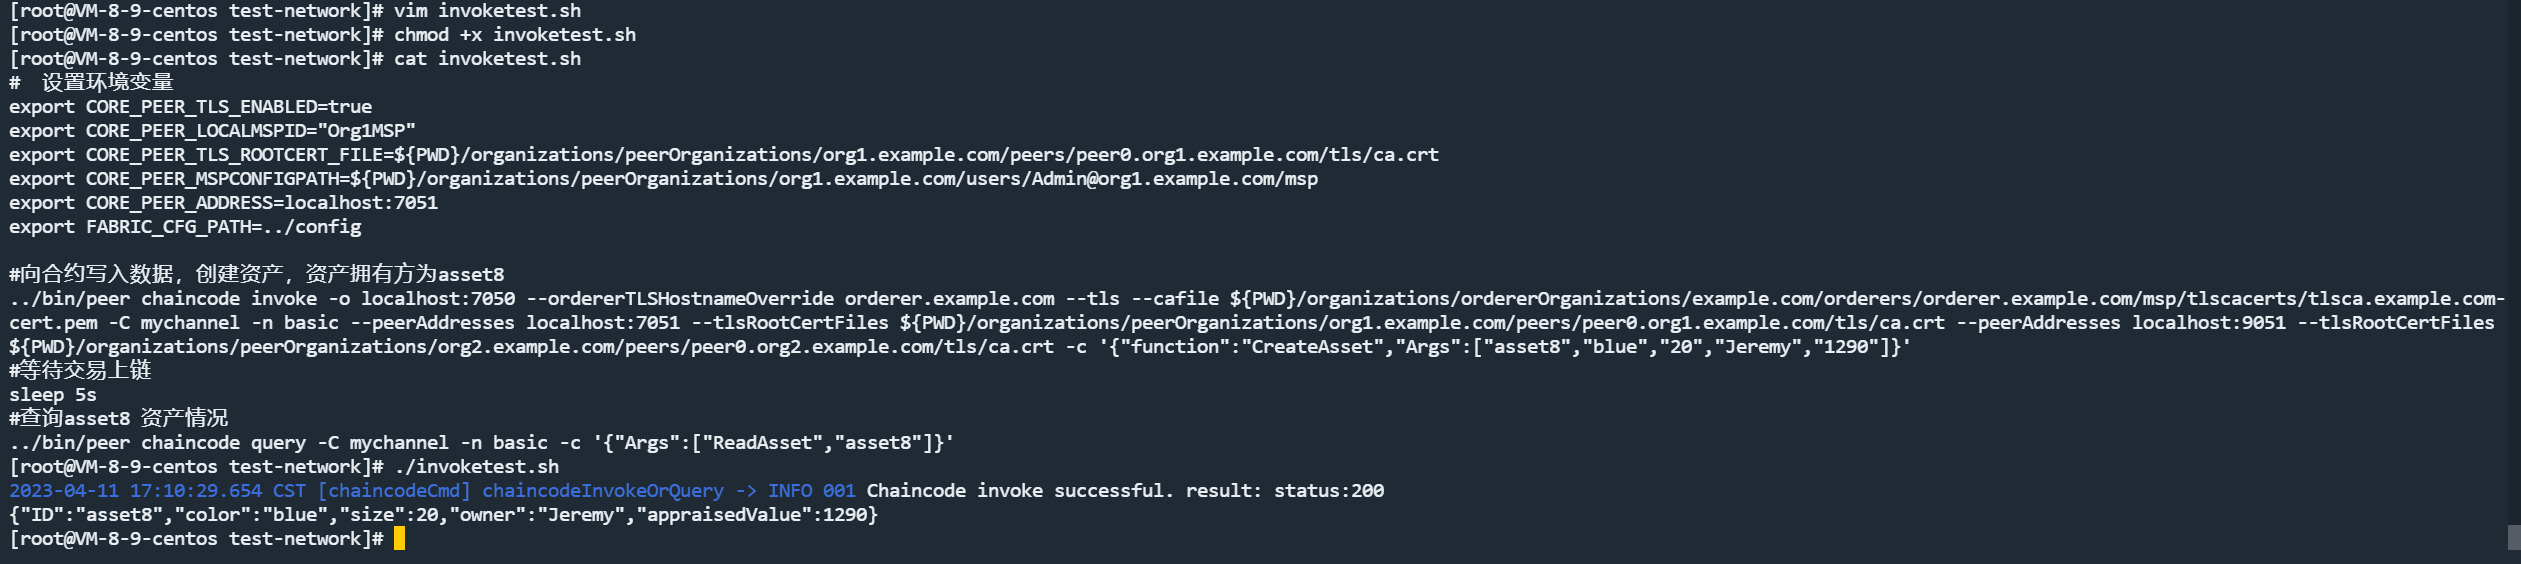 [root@VM-8-9-centos test-network]# vim invoketest.sh
[root@VM-8-9-centos test-network]# chmod +x invoketest.sh
[root@VM-8-9-centos test-network]# cat invoketest.sh
#  设置环境变量
export CORE_PEER_TLS_ENABLED=true
export CORE_PEER_LOCALMSPID="Org1MSP"
export CORE_PEER_TLS_ROOTCERT_FILE=${PWD}/organizations/peerOrganizations/org1.example.com/peers/peer0.org1.example.com/tls/ca.crt
export CORE_PEER_MSPCONFIGPATH=${PWD}/organizations/peerOrganizations/org1.example.com/users/Admin@org1.example.com/msp
export CORE_PEER_ADDRESS=localhost:7051
export FABRIC_CFG_PATH=../config
#向合约写入数据，创建资产，资产拥有方为asset8
../bin/peer chaincode invoke -o localhost:7050 --ordererTLSHostnameOverride orderer.example.com --tls --cafile ${PWD}/organizations/ordererOrganizations/example.com/orderers/orderer.example.com/msp/tlscacerts/tlsca.example.com-
cert.pem -C mychannel -n basic --peerAddresses localhost:7051 --tlsRootCertFiles ${PWD}/organizations/peerOrganizations/org1.example.com/peers/peer0.org1.example.com/tls/ca.crt --peerAddresses localhost:9051 --tlsRootCertFiles
${PWD}/organizations/peerOrganizations/org2.example.com/peers/peer0.org2.example.com/tls/ca.crt -c '{"function":"CreateAsset","Args":["asset8","blue","20","Jeremy","1290"]}'
#等待交易上链
sleep 5s
#查询asset8 资产情况
../bin/peer chaincode query -C mychannel -n basic -c '{"Args":["ReadAsset","asset8"]}'
[root@VM-8-9-centos test-network]# ./invoketest.sh
2023-04-11 17:10:29.654 CST [chaincodeCmd] chaincodeInvokeOrQuery -> INFO 001 Chaincode invoke successful. result: status:200
{"ID":"asset8","color":"blue","size":20,"owner":"Jeremy","appraisedValue":1290}
[root@VM-8-9-centos test-network]#